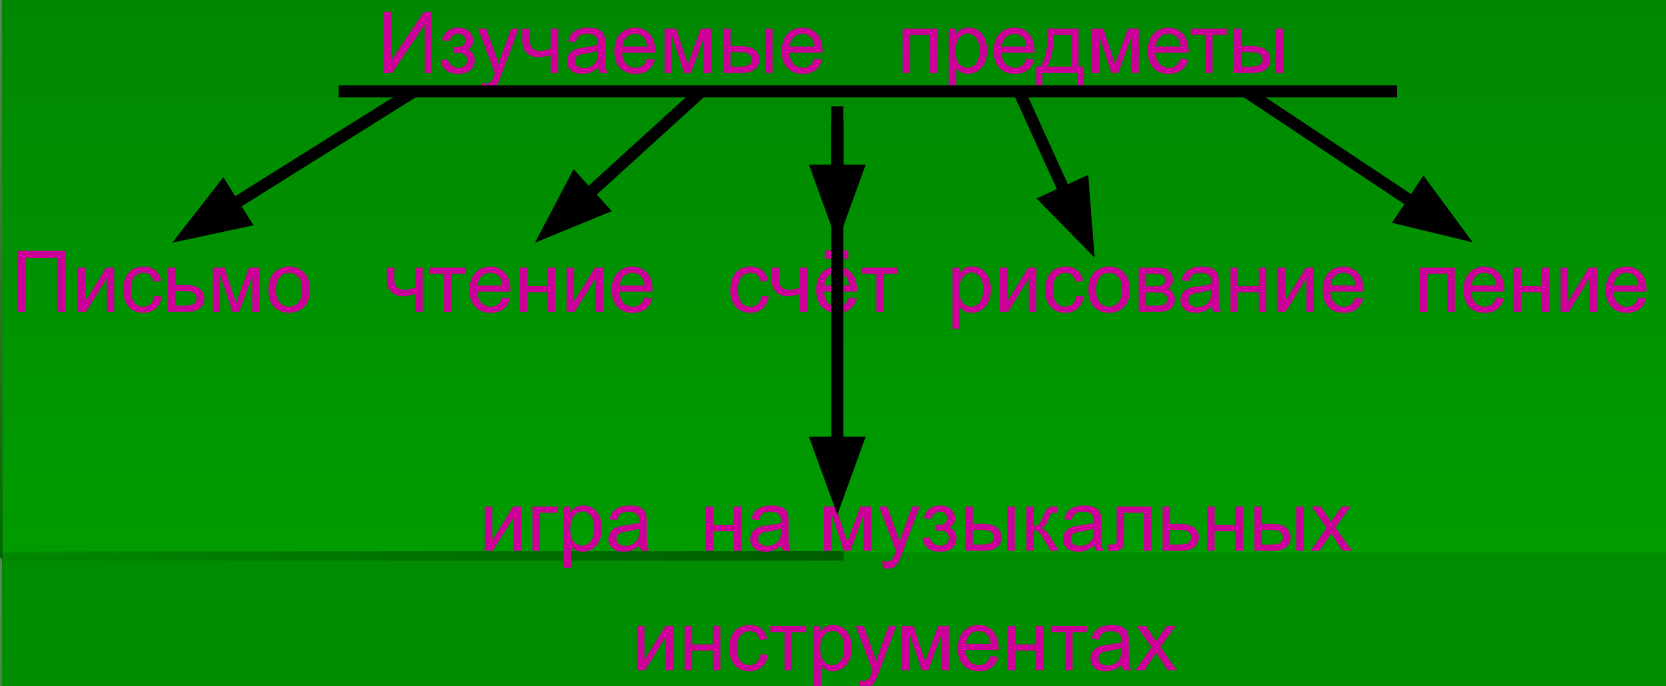 Изучаемые предметы
Письмо чтение счёт рисование пение
игра на музыкальных
инструментах